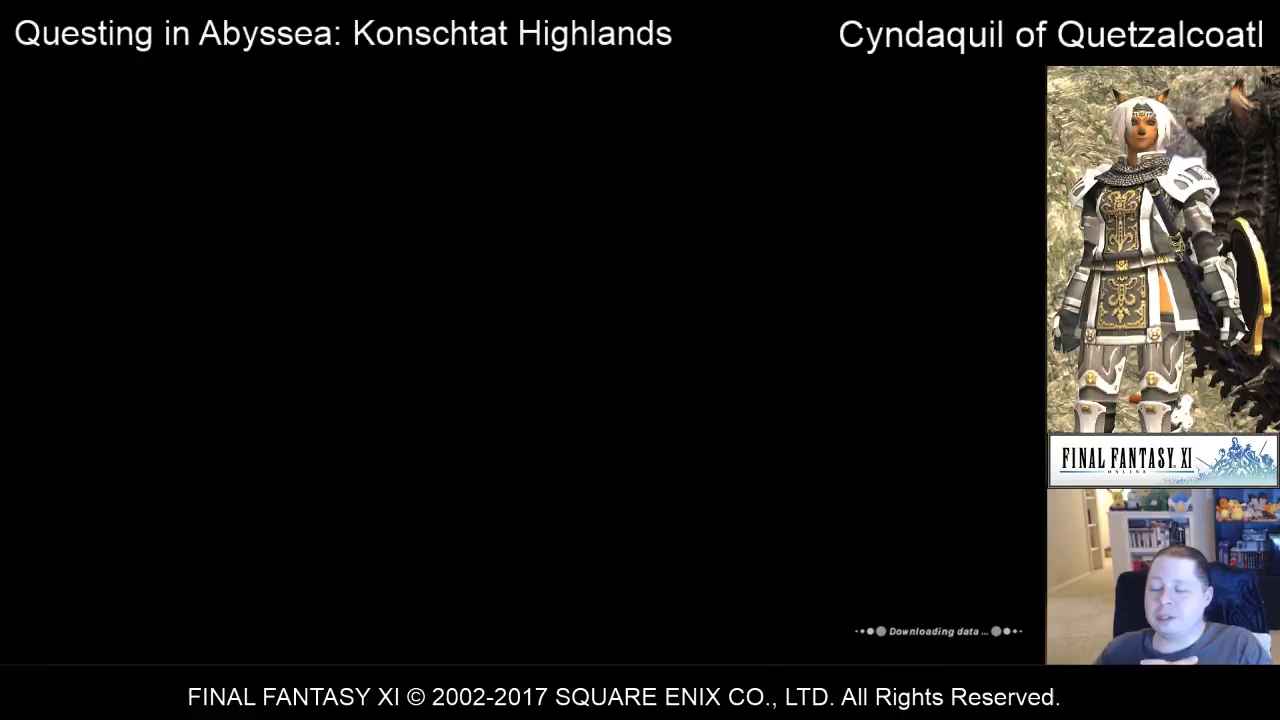 Questing in Abyssea: Konschtat Highlands
Cyndaquil of Quetzalcoatl
FINAL FANTASY XI
ONLINE
Downloading data ...
FINAL FANTASY XI © 2002-2017 SQUARE ENIX CO., LTD. All Rights Reserved.